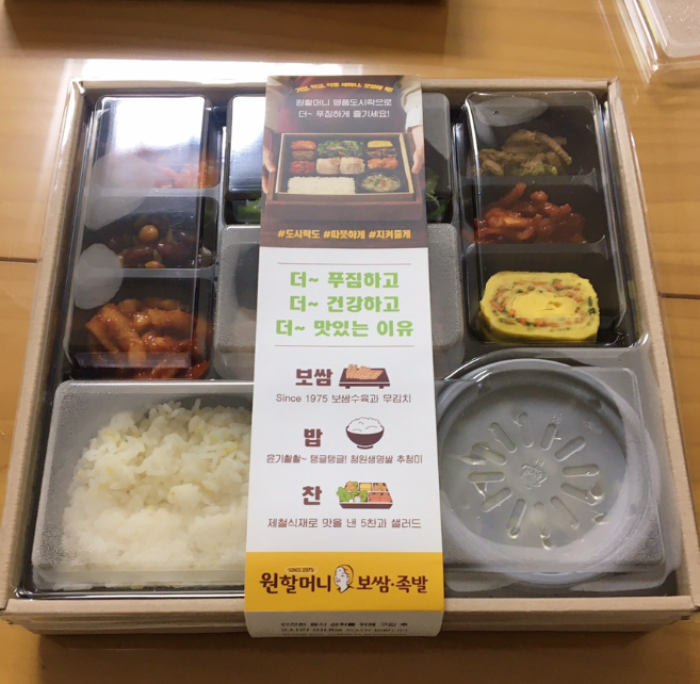 원할머니 명품도시락으로
더~ 푸짐하게 즐기세요!
#도시락도 #따뜻하게 #지켜줄게
더~ 푸짐하고
더~ 건강하고
더~ 맛있는 이유
보쌈
Since 1975 보쌈수육과 무김치
밥
윤기촬촬~ 탱글탱글! 청원생명쌀 추청미
찬
제철식재로 맛을 낸 5찬과 샐러드
SINCE 1975
원할머니 보쌈·족발